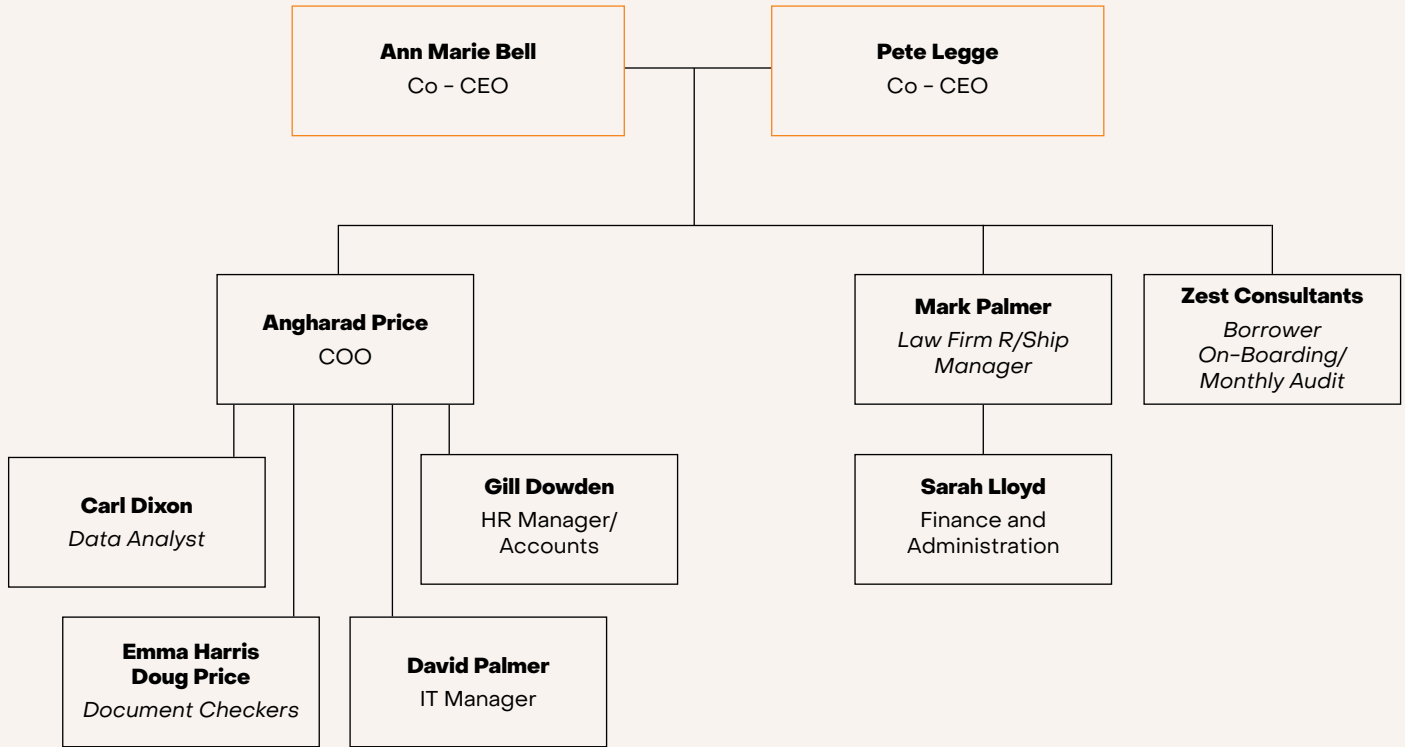 Ann Marie Bell
Co - CEO
Pete Legge
Co - CEO
Angharad Price
COO
Mark Palmer
Law Firm R/Ship
Manager
Zest Consultants
Borrower
On-Boarding/
Monthly Audit
Carl Dixon
Data Analyst
Gill Dowden
HR Manager/
Accounts
Sarah Lloyd
Finance and
Administration
Emma Harris
Doug Price
Document Checkers
David Palmer
IT Manager